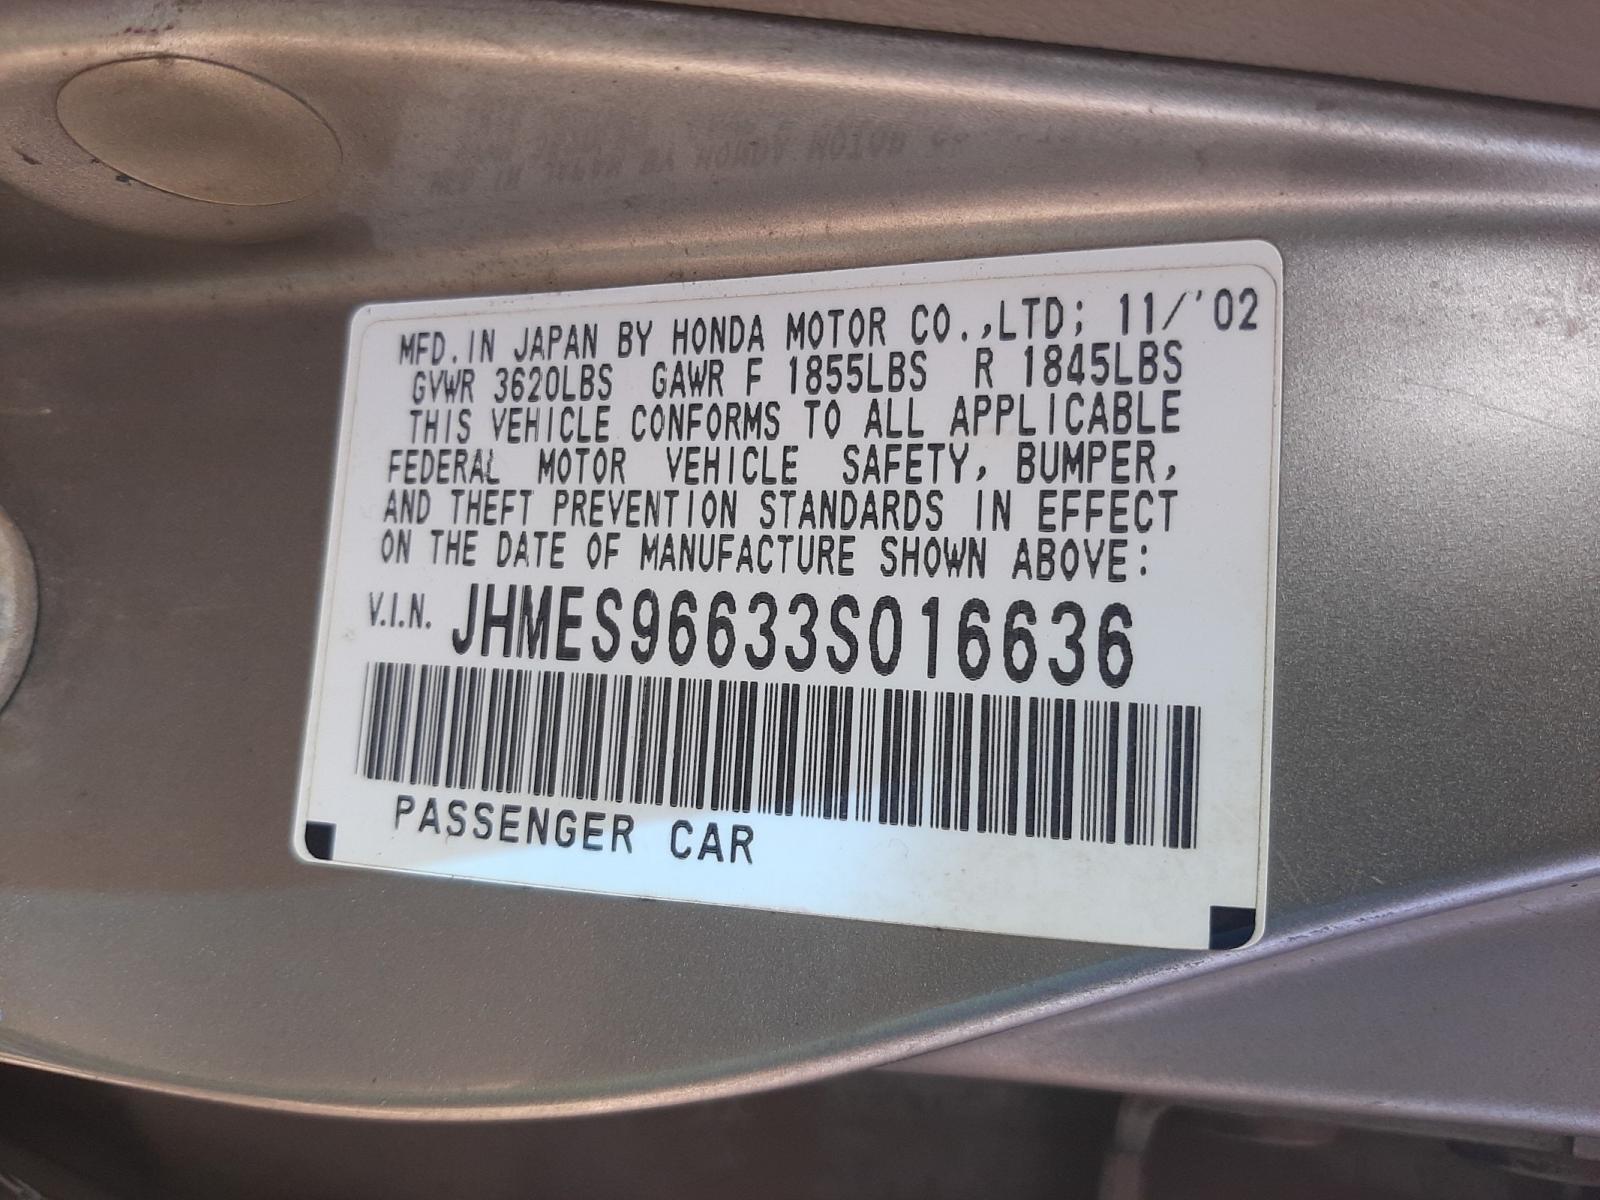 MFD. IN JAPAN BY HONDA MOTOR CO.,LTD; 11/'02
GVWR 3620LBS GAWR F 1855LBS R 1845LBS
THIS VEHICLE CONFORMS TO ALL APPLICABLE
FEDERAL MOTOR VEHICLE SAFETY, BUMPER,
AND THEFT PREVENTION STANDARDS IN EFFECT
ON THE DATE OF MANUFACTURE SHOWN ABOVE:
V.I.N. JHMES96633S016636
PASSENGER CAR